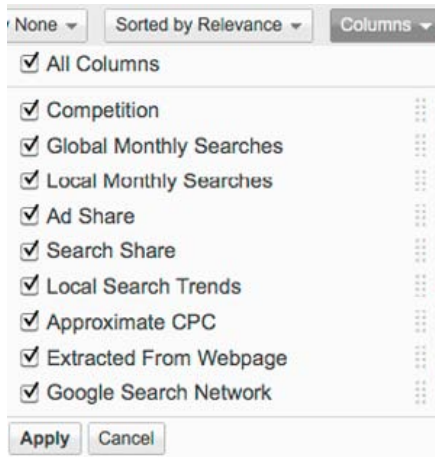 None Sorted by Relevance Columns
All Columns
Competition
Global Monthly Searches
Local Monthly Searches
Ad Share
Search Share
Local Search Trends
Approximate CPC
Extracted From Webpage
Google Search Network
Apply Cancel